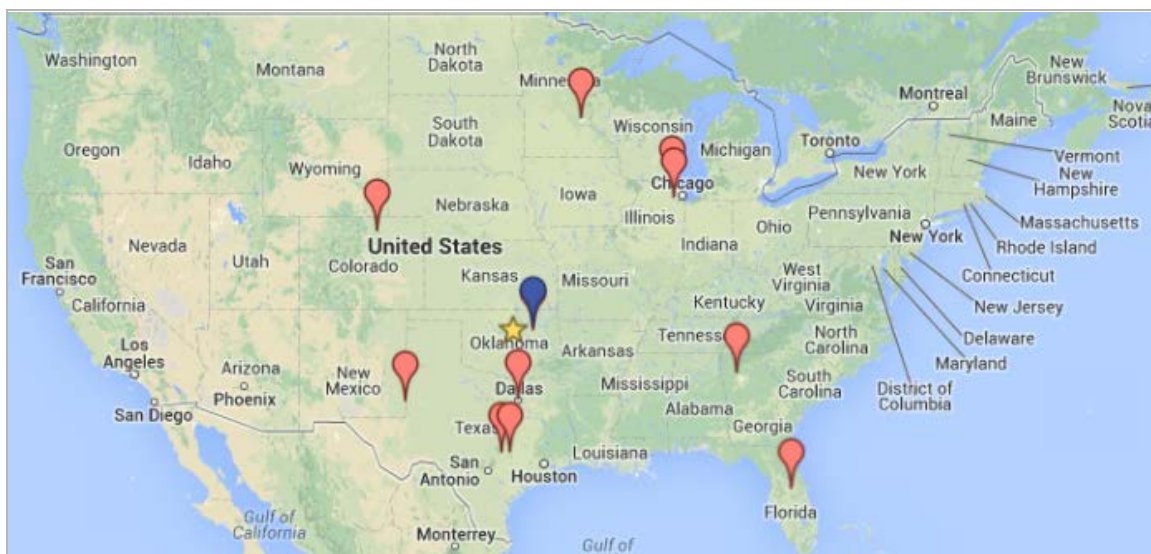 Washington
Montana
North
Dakota
Minnesota
Montreal
New
Brunswick
Nova
Scotia
Maine
Oregon
Idaho
Wyoming
South
Dakota
Wisconsin
Michigan
Toronto
Vermont
New
Hampshire
New York
Massachusetts
Rhode Island
Connecticut
New Jersey
Delaware
Maryland
District of
Columbia
Nebraska
Iowa
Chicago
Illinois
Indiana
Ohio
Pennsylvania
New York
Nevada
Utah
Colorado
United States
Kansas
Missouri
West
Virginia
Kentucky
Virginia
San
Francisco
California
Los
Angeles
San Diego
Arizona
Phoenix
New
Mexico
Oklahoma
Arkansas
Tenness
North
Carolina
South
Carolina
Dallas
Mississippi
Alabama
Georgia
Texas
San
Antonio
Houston
Louisiana
Florida
Gulf of
California
Monterrey
Gulf of